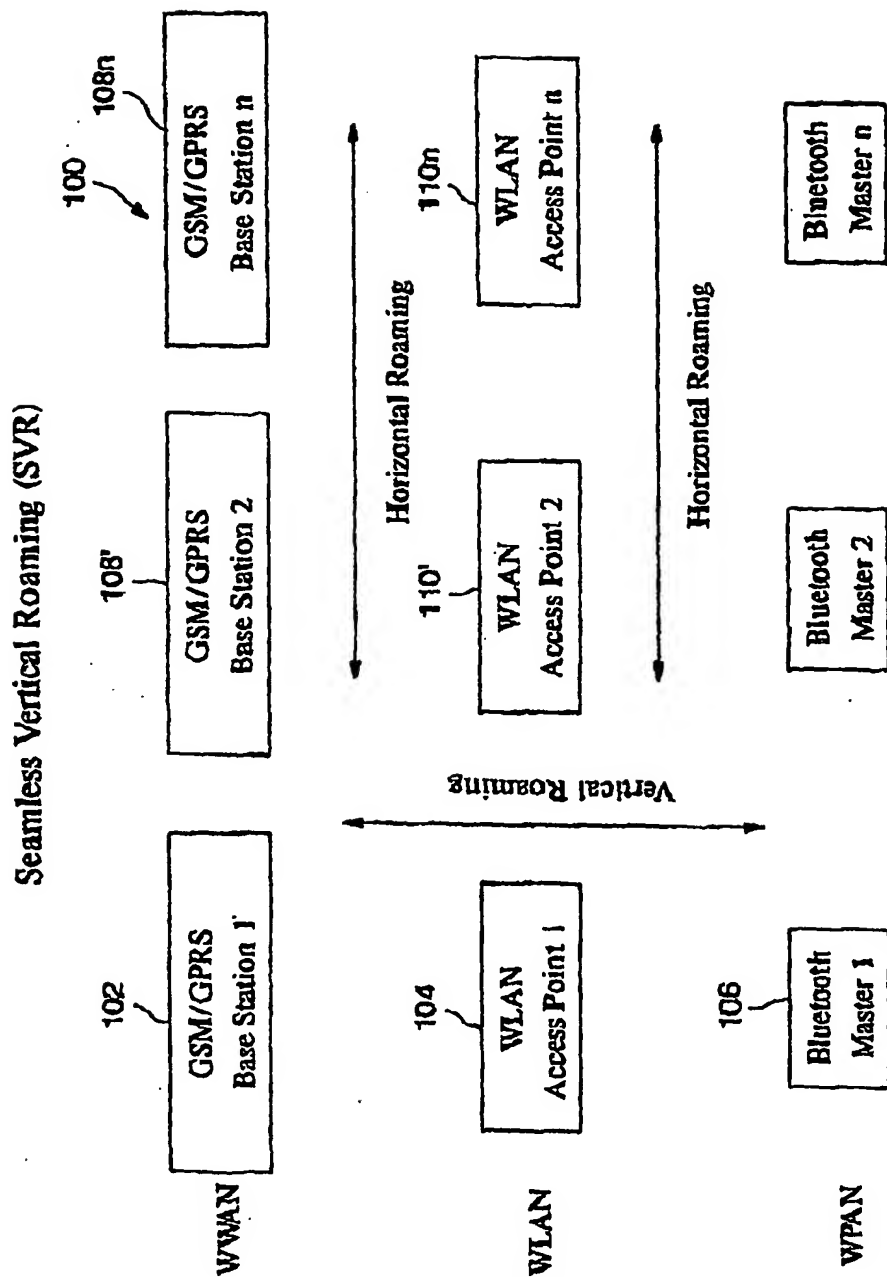 Seamless Vertical Roaming (SVR)
100
102
108'
108n
WWAN
GSM/GPRS
Base Station 1
GSM/GPRS
Base Station 2
GSM/GPRS
Base Station n
Horizontal Roaming
Vertical Roaming
104
110'
110n
WLAN
WLAN
Access Point 1
WLAN
Access Point 2
WLAN
Access Point n
Horizontal Roaming
106
WPAN
Bluetooth
Master 1
Bluetooth
Master 2
Bluetooth
Master n